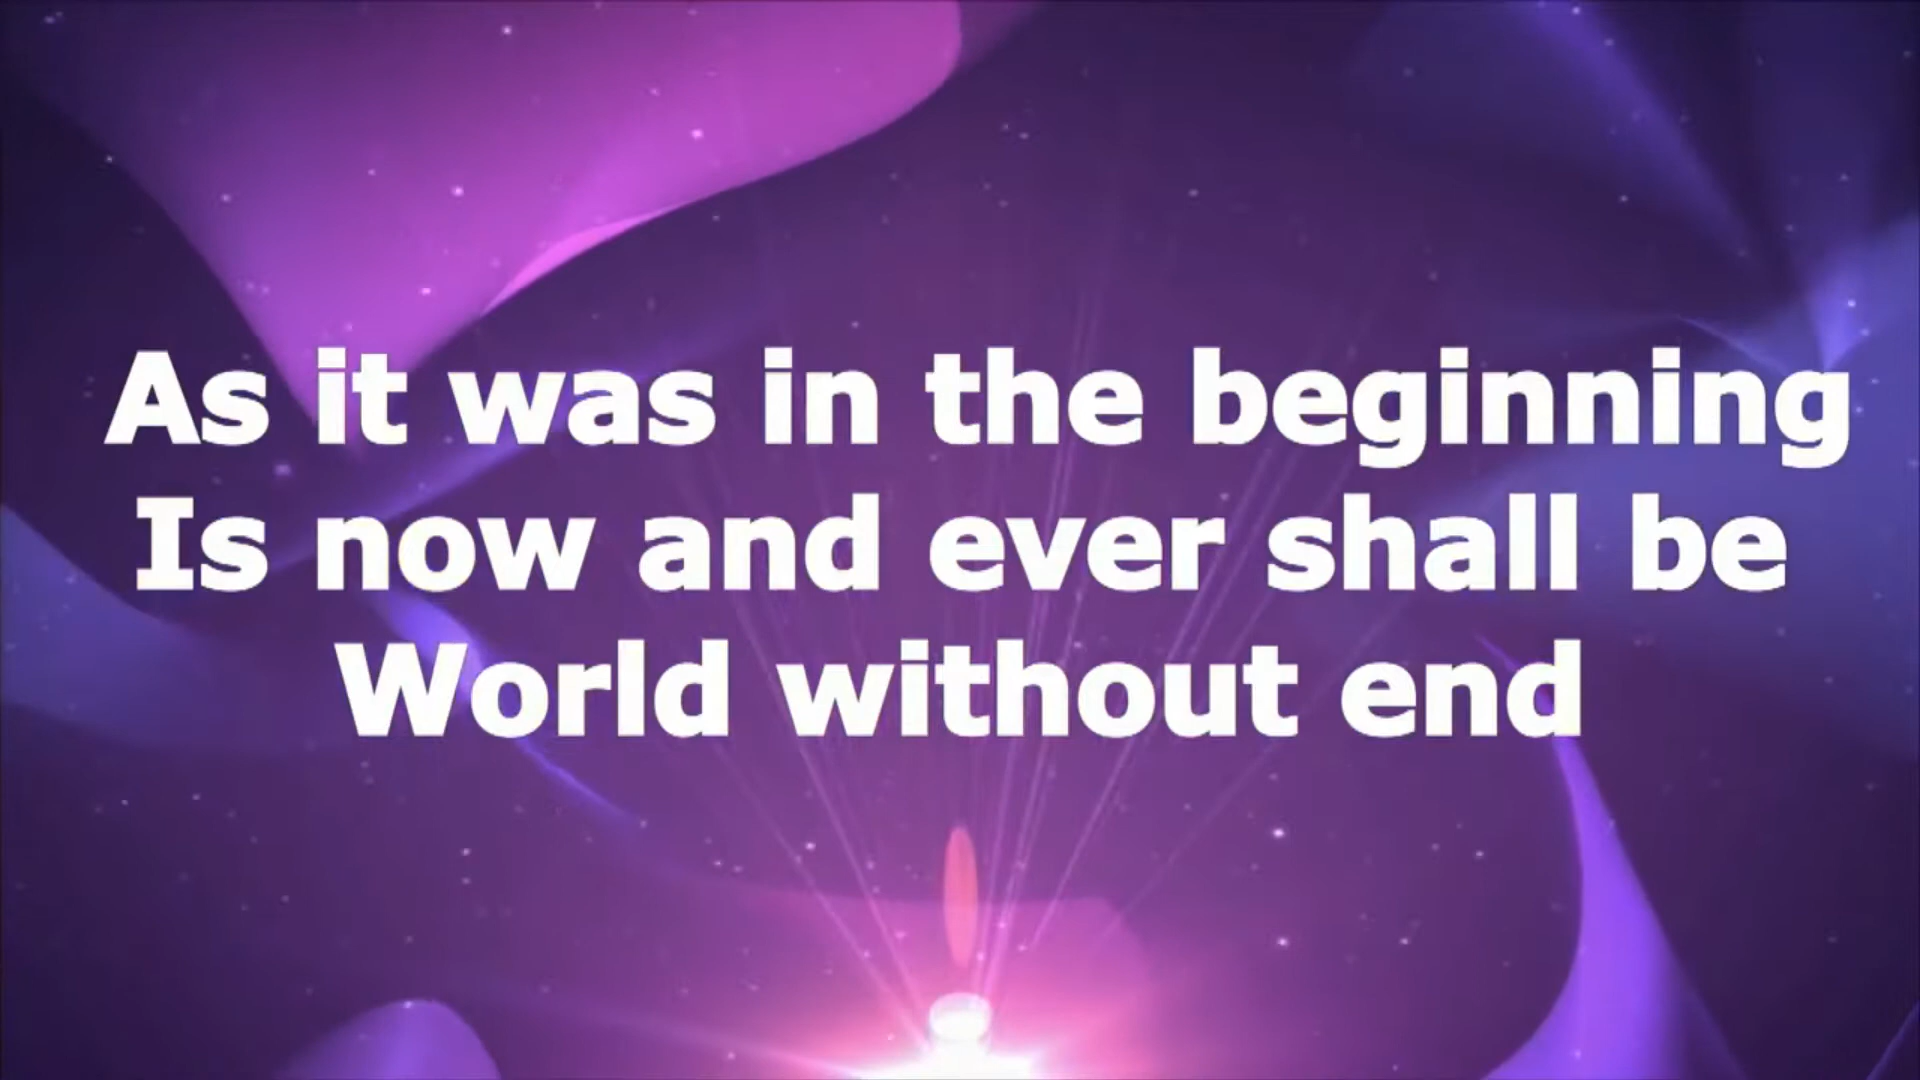 As it was in the beginning
Is now and ever shall be
World without end